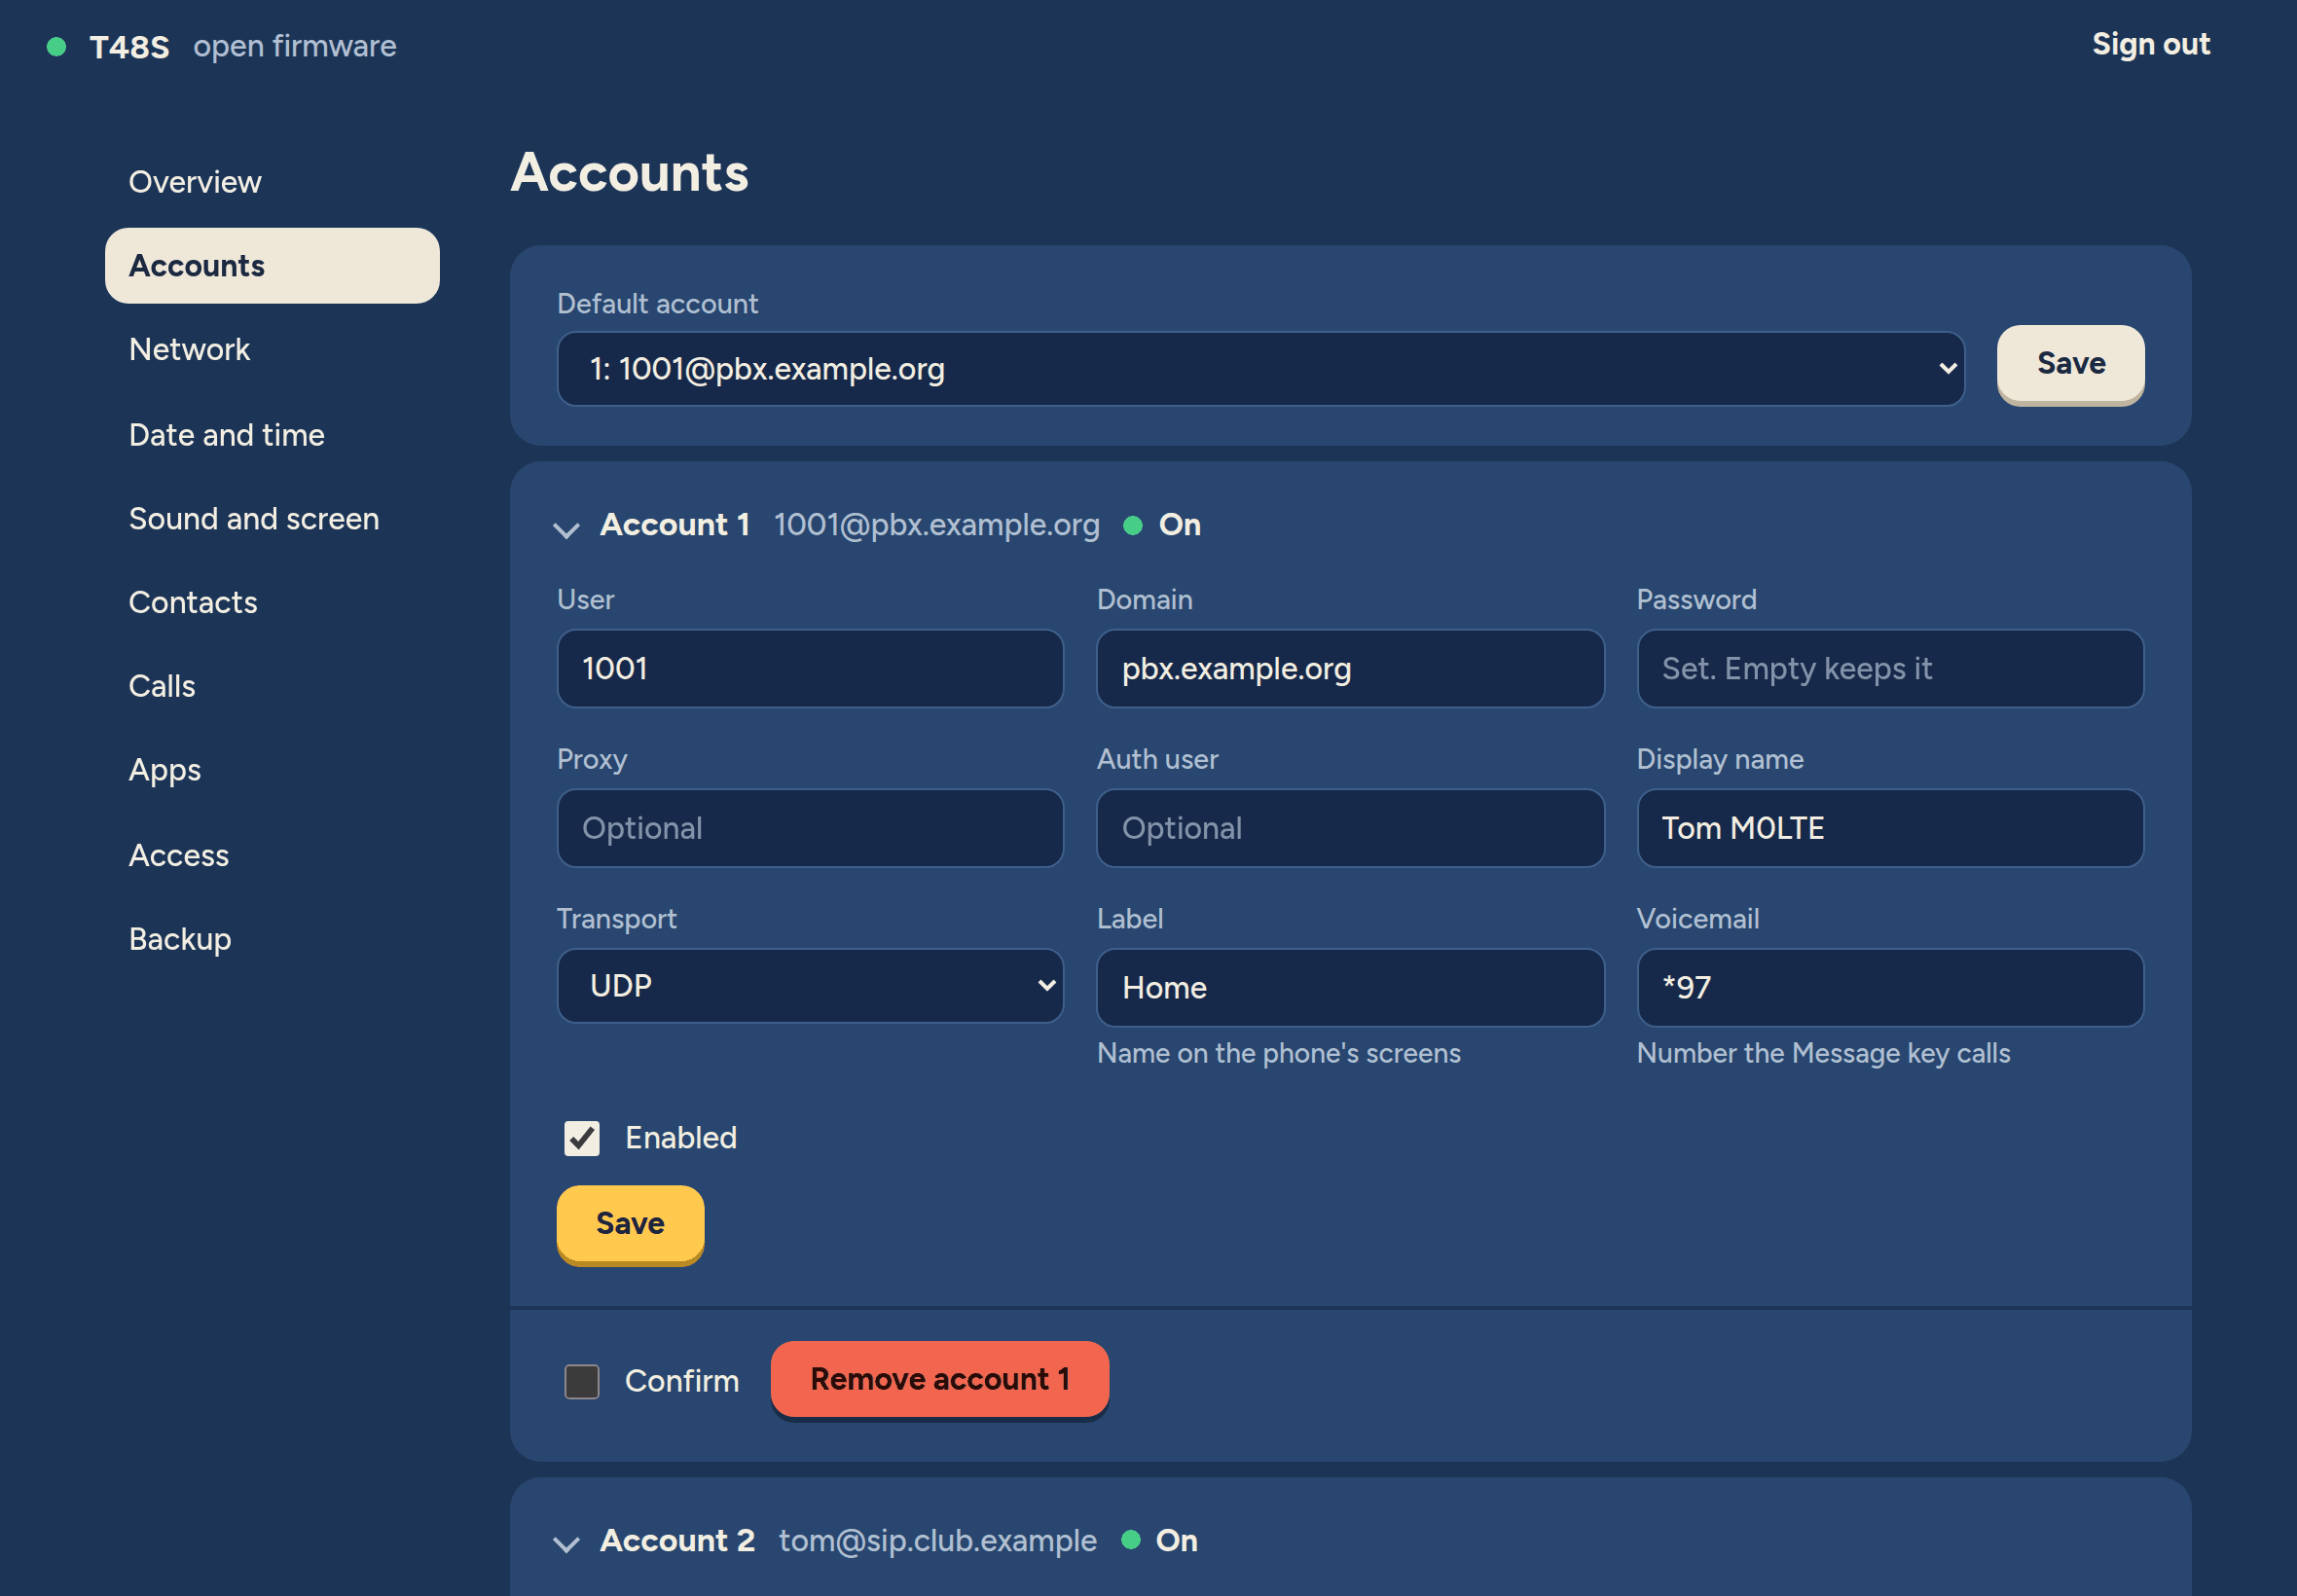 T48S open firmware
Sign out
Overview
Accounts
Network
Date and time
Sound and screen
Contacts
Calls
Apps
Access
Backup
Accounts
Default account
1: 1001@pbx.example.org
Save
Account 1 1001@pbx.example.org On
User Domain Password
1001 pbx.example.org Set. Empty keeps it
Proxy Auth user Display name
Optional Optional Tom M0LTE
Transport Label Voicemail
UDP Home *97
Name on the phone's screens Number the Message key calls
Enabled
Save
Confirm Remove account 1
Account 2 tom@sip.club.example On